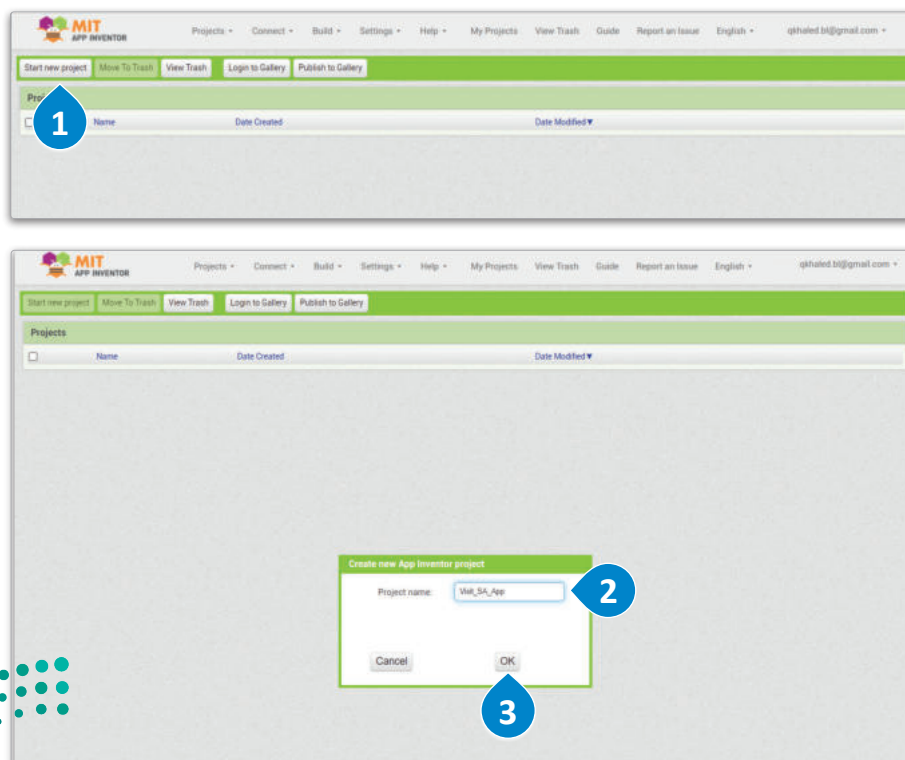 MIT
APP INVENTOR
Projects Connect Build Settings Help My Projects View Trash Guide Report an Issue English qkhaled.bl@gmail.com
Start new project Move To Trash View Trash Login to Gallery Publish to Gallery
1
Name Date Created Date Modified▼
MIT
APP INVENTOR
Projects Connect Build Settings Help My Projects View Trash Guide Report an Issue English qkhaled.bl@gmail.com
Start new project Move To Trash View Trash Login to Gallery Publish to Gallery
Projects
Name Date Created Date Modified▼
Create new App Inventor project
Project name: Visit_SA_App
2
Cancel OK
3